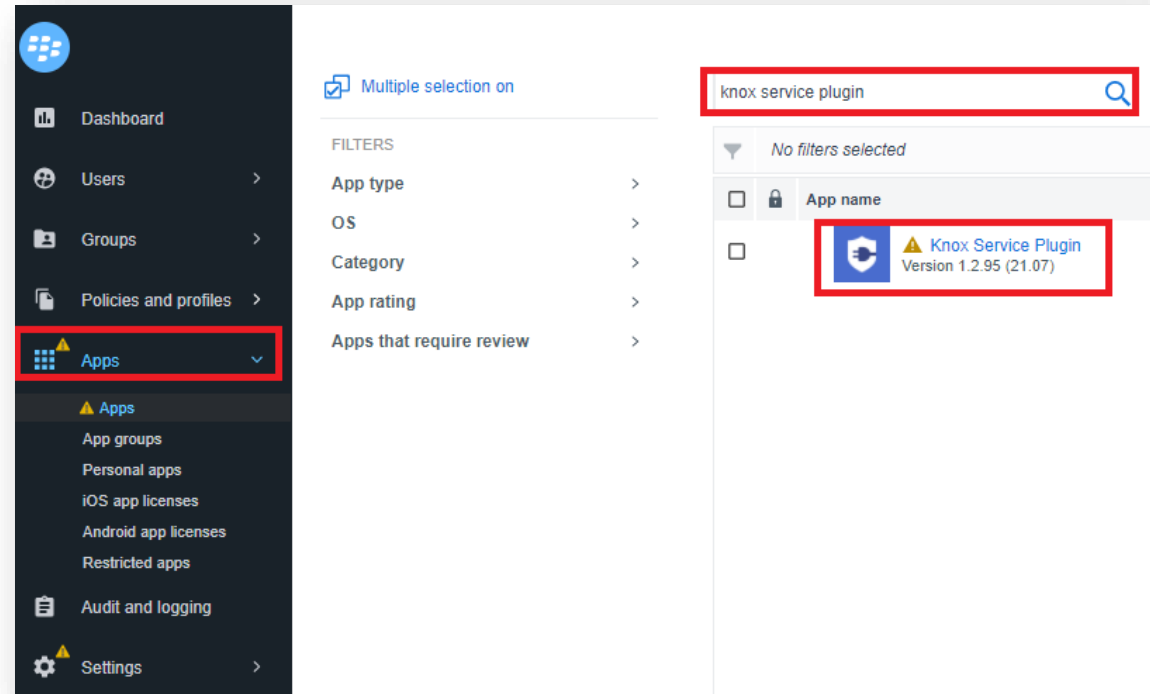 Dashboard
Users
Groups
Policies and profiles
Apps
Apps
App groups
Personal apps
iOS app licenses
Android app licenses
Restricted apps
Audit and logging
Settings
Multiple selection on
FILTERS
App type
OS
Category
App rating
Apps that require review
knox service plugin
No filters selected
App name
Knox Service Plugin
Version 1.2.95 (21.07)